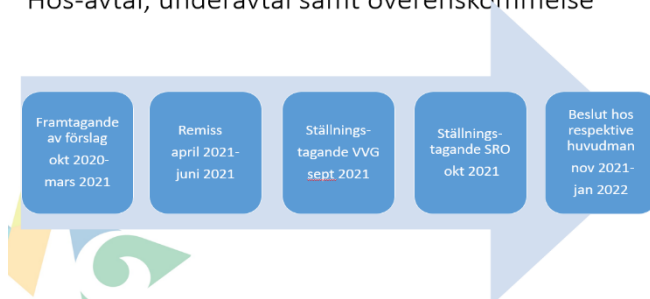 Hös-avtal, underavtal samt överenskommelse
Framtagande
av förslag
okt 2020-
mars 2021
Remiss
april 2021-
juni 2021
Ställnings-
tagande VVG
sept 2021
Ställnings-
tagande SRO
okt 2021
Beslut hos
respektive
huvudman
nov 2021-
jan 2022